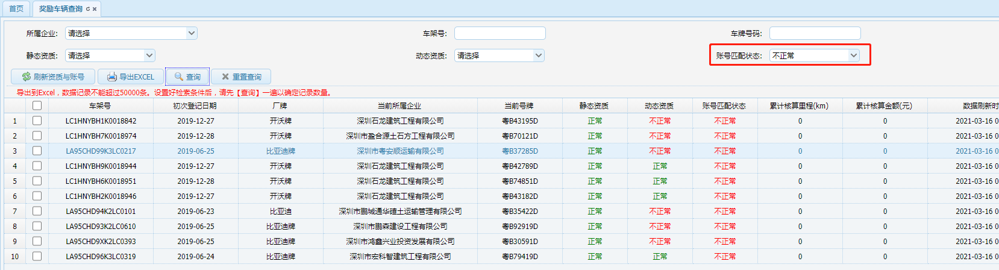 首页 奖励车辆查询
所属企业: 请选择 车架号: 车牌号码:
静态资质: 请选择 动态资质: 请选择 账号匹配状态: 不正常
刷新资质与账号 导出EXCEL 查询 重置查询
导出到Excel，数据记录不能超过50000条。设置好检索条件后，请先【查询】一遍以确定记录数量。
车架号 初次登记日期 厂牌 当前所属企业 当前号牌 静态资质 动态资质 账号匹配状态 累计核算里程(km) 累计核算金额(元) 数据刷新时
1 LC1HNYBH1K0018842 2019-12-27 开沃牌 深圳石龙建筑工程有限公司 粤B43195D 正常 不正常 不正常 0 0 2021-03-16 0
2 LC1HNYBH7K0018974 2019-12-28 开沃牌 深圳市盈合源土石方工程有限公司 粤B70121D 正常 不正常 不正常 0 0 2021-03-16 0
3 LA95CHD99K3LC0217 2019-06-25 比亚迪牌 深圳市粤安顺运输有限公司 粤B37285D 正常 不正常 不正常 0 0 2021-03-16 0
4 LC1HNYBH9K0018944 2019-12-27 开沃牌 深圳石龙建筑工程有限公司 粤B42789D 正常 正常 不正常 0 0 2021-03-16 0
5 LC1HNYBH6K0018951 2019-12-28 开沃牌 深圳石龙建筑工程有限公司 粤B74851D 正常 正常 不正常 0 0 2021-03-16 0
6 LC1HNYBH2K0018946 2019-12-27 开沃牌 深圳石龙建筑工程有限公司 粤B43182D 正常 正常 不正常 0 0 2021-03-16 0
7 LA95CHD94K2LC0101 2019-06-23 比亚迪 深圳市鹏城通华碴土运输管理有限公司 粤B35422D 正常 不正常 不正常 0 0 2021-03-16 0
8 LA95CHD93K2LC0610 2019-06-25 比亚迪牌 深圳市鹏森建设工程有限公司 粤B92919D 正常 不正常 不正常 0 0 2021-03-16 0
9 LA95CHD9XK2LC0393 2019-06-25 比亚迪牌 深圳市鸿鑫兴业投资发展有限公司 粤B30591D 正常 不正常 不正常 0 0 2021-03-16 0
10 LA95CHD96K3LC0319 2019-06-24 比亚迪牌 深圳市宏科智建筑工程有限公司 粤B79419D 正常 正常 不正常 0 0 2021-03-16 0